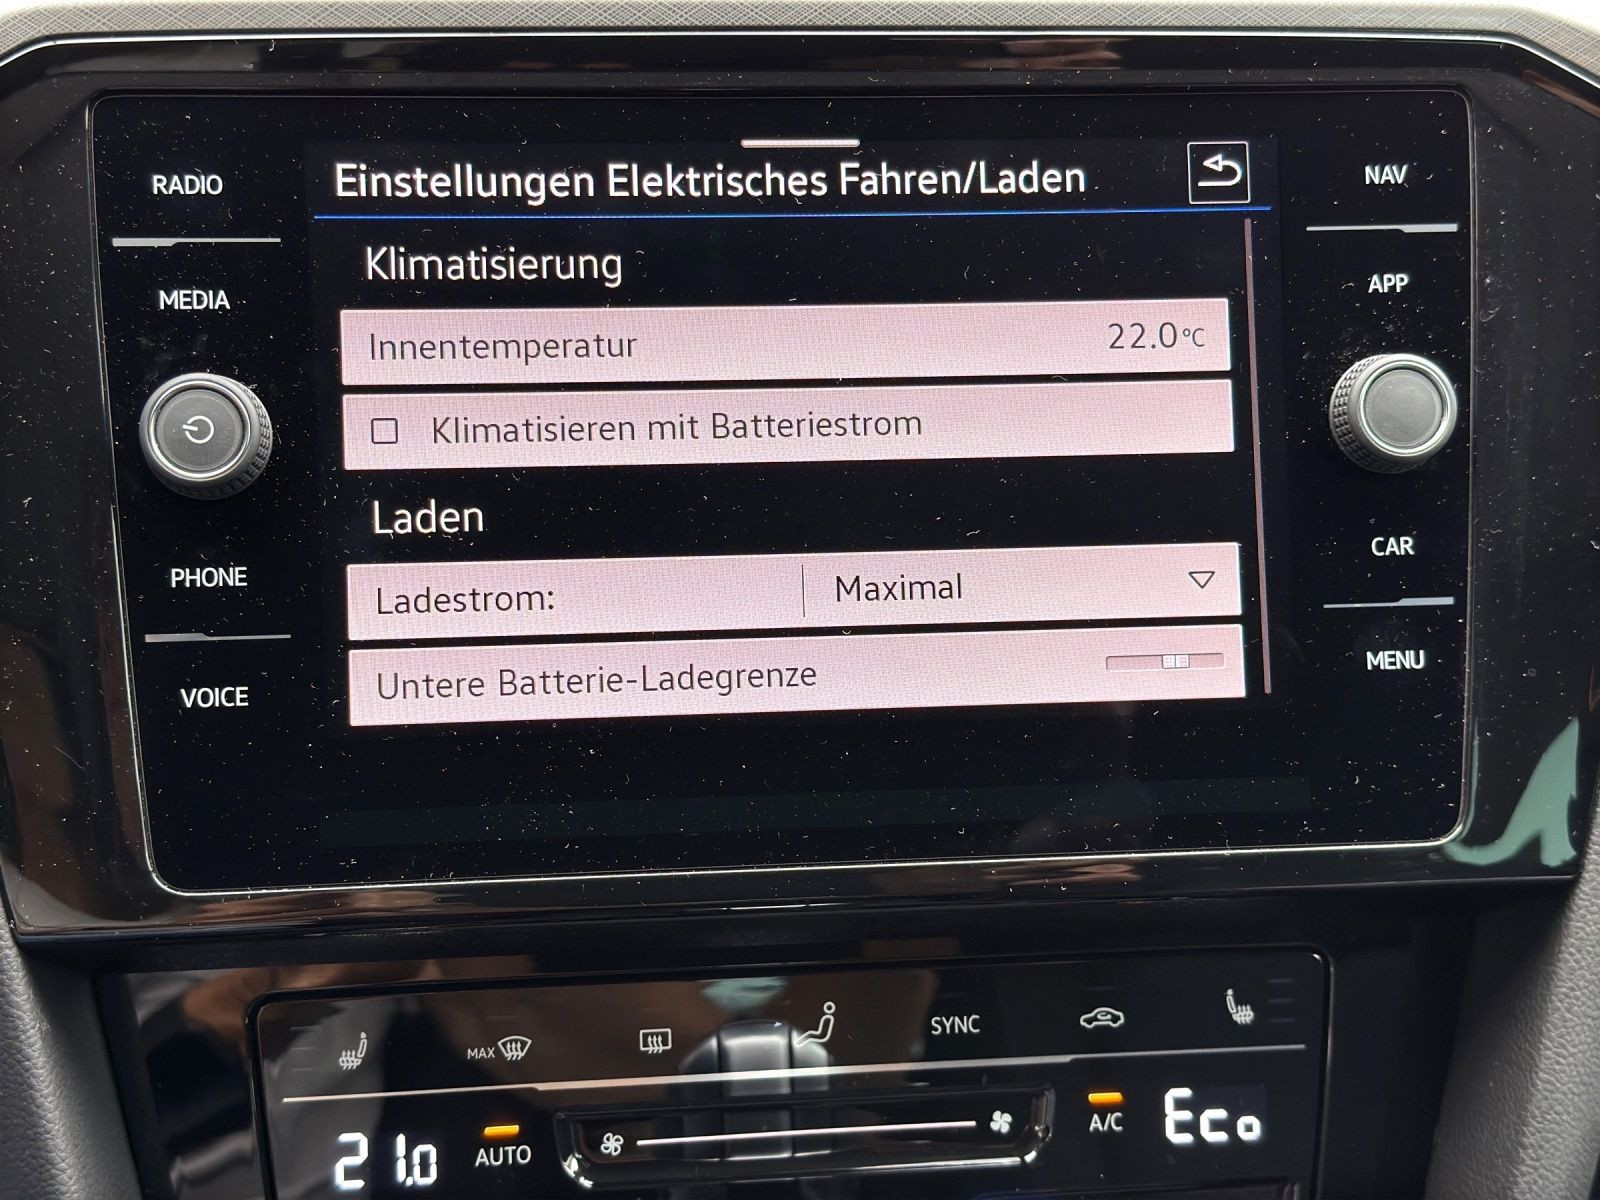 RADIO
MEDIA
PHONE
VOICE
Einstellungen Elektrisches Fahren/Laden
Klimatisierung
Innentemperatur 22.0°C
Klimatisieren mit Batteriestrom
Laden
Ladestrom: Maximal
Untere Batterie-Ladegrenze
NAV
APP
CAR
MENU
MAX
SYNC
21.0
AUTO
A/C
Eco